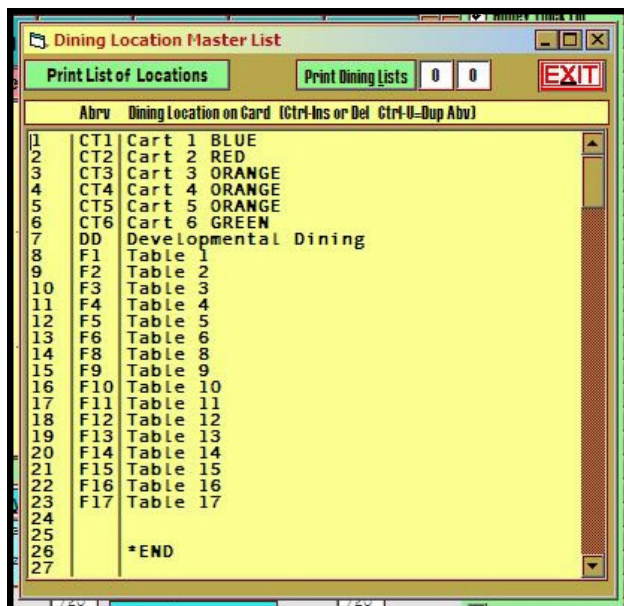 Dining Location Master List
Print List of Locations Print Dining Lists 0 0 EXIT
Abrv Dining Location on Card (Ctrl-Ins or Del Ctrl-U=Dup Abv)
1 CT1 Cart 1 BLUE
2 CT2 Cart 2 RED
3 CT3 Cart 3 ORANGE
4 CT4 Cart 4 ORANGE
5 CT5 Cart 5 ORANGE
6 CT6 Cart 6 GREEN
7 DD Developmental Dining
8 F1 Table 1
9 F2 Table 2
10 F3 Table 3
11 F4 Table 4
12 F5 Table 5
13 F6 Table 6
14 F8 Table 8
15 F9 Table 9
16 F10 Table 10
17 F11 Table 11
18 F12 Table 12
19 F13 Table 13
20 F14 Table 14
21 F15 Table 15
22 F16 Table 16
23 F17 Table 17
24
25
26 *END
27